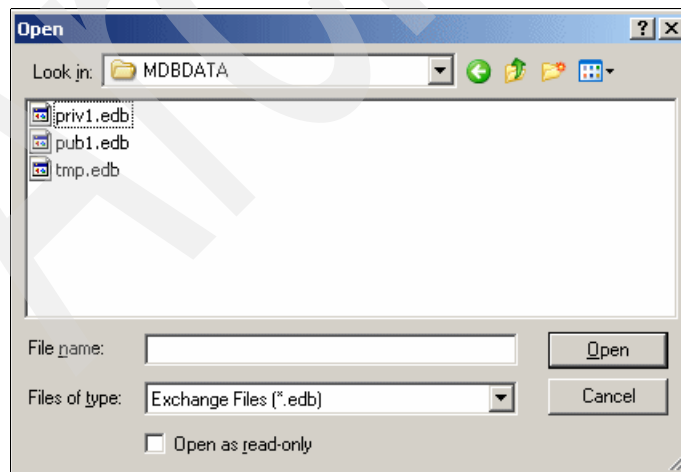 Open
Look in: MDBDATA
priv1.edb
pub1.edb
tmp.edb
File name:
Open
Files of type: Exchange Files (*.edb)
Cancel
Open as read-only